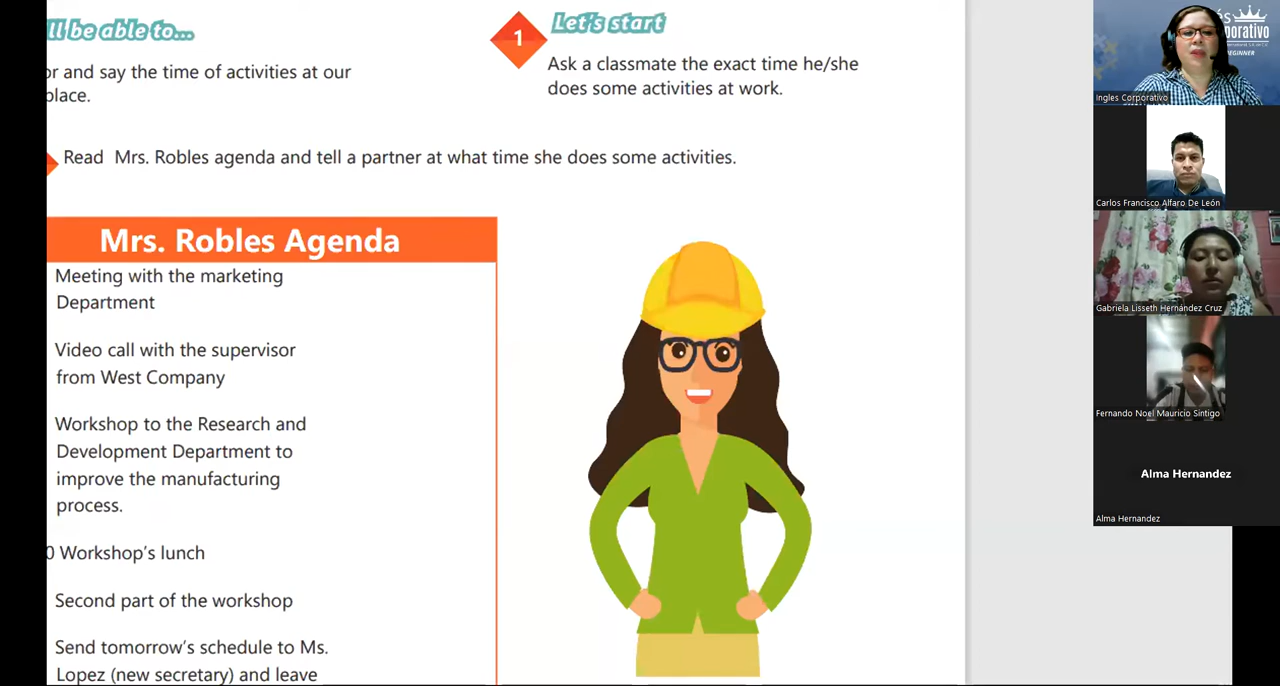 ll be able to...
or and say the time of activities at our
place.
1
Let's start
Ask a classmate the exact time he/she
does some activities at work.
Read Mrs. Robles agenda and tell a partner at what time she does some activities.
Mrs. Robles Agenda
Meeting with the marketing
Department
Video call with the supervisor
from West Company
Workshop to the Research and
Development Department to
improve the manufacturing
process.
0 Workshop's lunch
Second part of the workshop
Send tomorrow's schedule to Ms.
Lopez (new secretary) and leave
Ingles Corporativo
Carlos Francisco Alfaro De León
Gabriela Lisseth Hernández Cruz
Fernando Noel Mauricio Sintigo
Alma Hernandez
Alma Hernandez